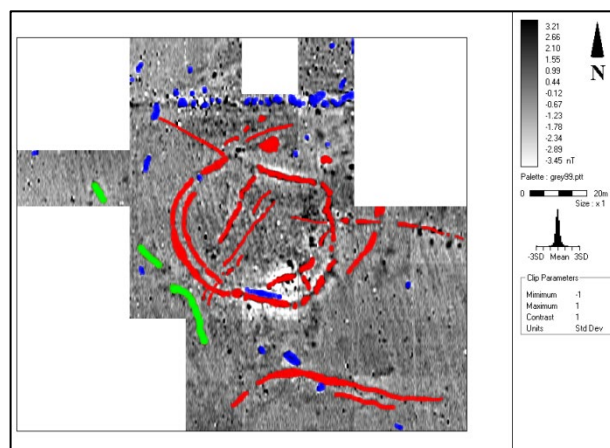 3.21
2.66
2.10
1.55
0.99
0.44
-0.12
-0.67
-1.23
-1.78
-2.34
-2.89
-3.45 nT
N
Palette : grey99.ptt
0 20m
Size : x 1
-3SD Mean 3SD
Clip Parameters
Minimum -1
Maximum 1
Contrast 1
Units Std Dev